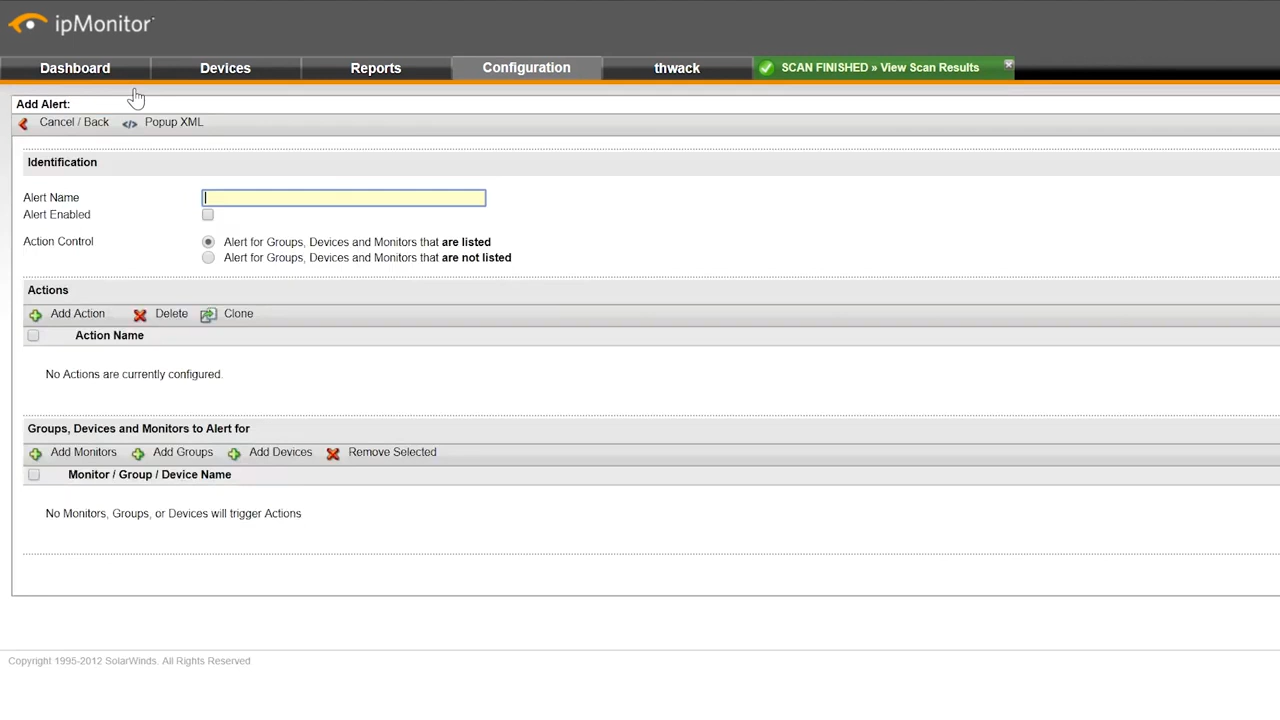 ipMonitor
Dashboard Devices Reports Configuration thwack SCAN FINISHED » View Scan Results
Add Alert:
Cancel / Back Popup XML
Identification
Alert Name
Alert Enabled
Action Control Alert for Groups, Devices and Monitors that are listed
Alert for Groups, Devices and Monitors that are not listed
Actions
Add Action Delete Clone
Action Name
No Actions are currently configured.
Groups, Devices and Monitors to Alert for
Add Monitors Add Groups Add Devices Remove Selected
Monitor / Group / Device Name
No Monitors, Groups, or Devices will trigger Actions
Copyright 1995-2012 SolarWinds. All Rights Reserved